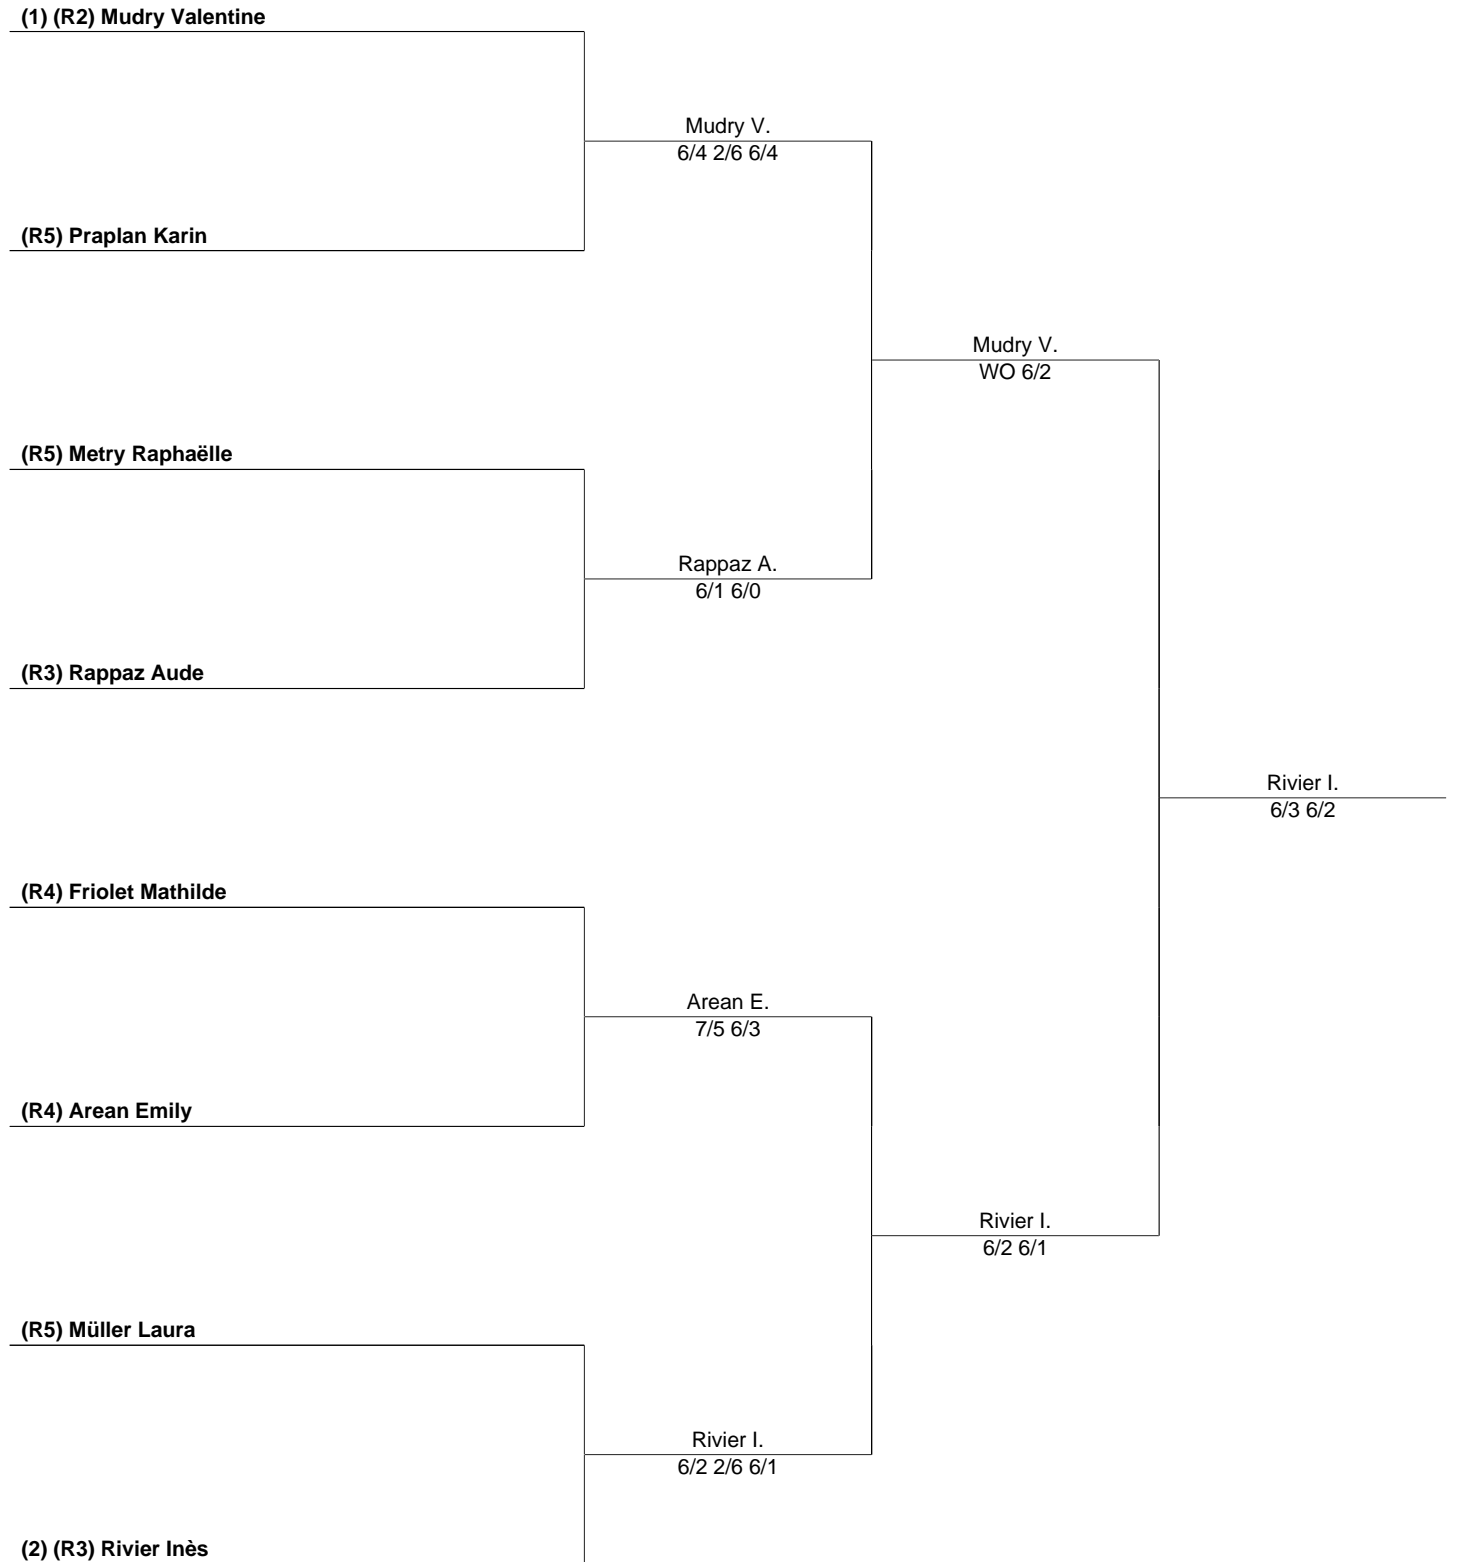 (1) (R2) Mudry Valentine
Mudry V.
6/4 2/6 6/4
(R5) Praplan Karin
Mudry V.
WO 6/2
(R5) Metry Raphaëlle
Rappaz A.
6/1 6/0
(R3) Rappaz Aude
Rivier I.
6/3 6/2
(R4) Friolet Mathilde
Arean E.
7/5 6/3
(R4) Arean Emily
Rivier I.
6/2 6/1
(R5) Müller Laura
Rivier I.
6/2 2/6 6/1
(2) (R3) Rivier Inès